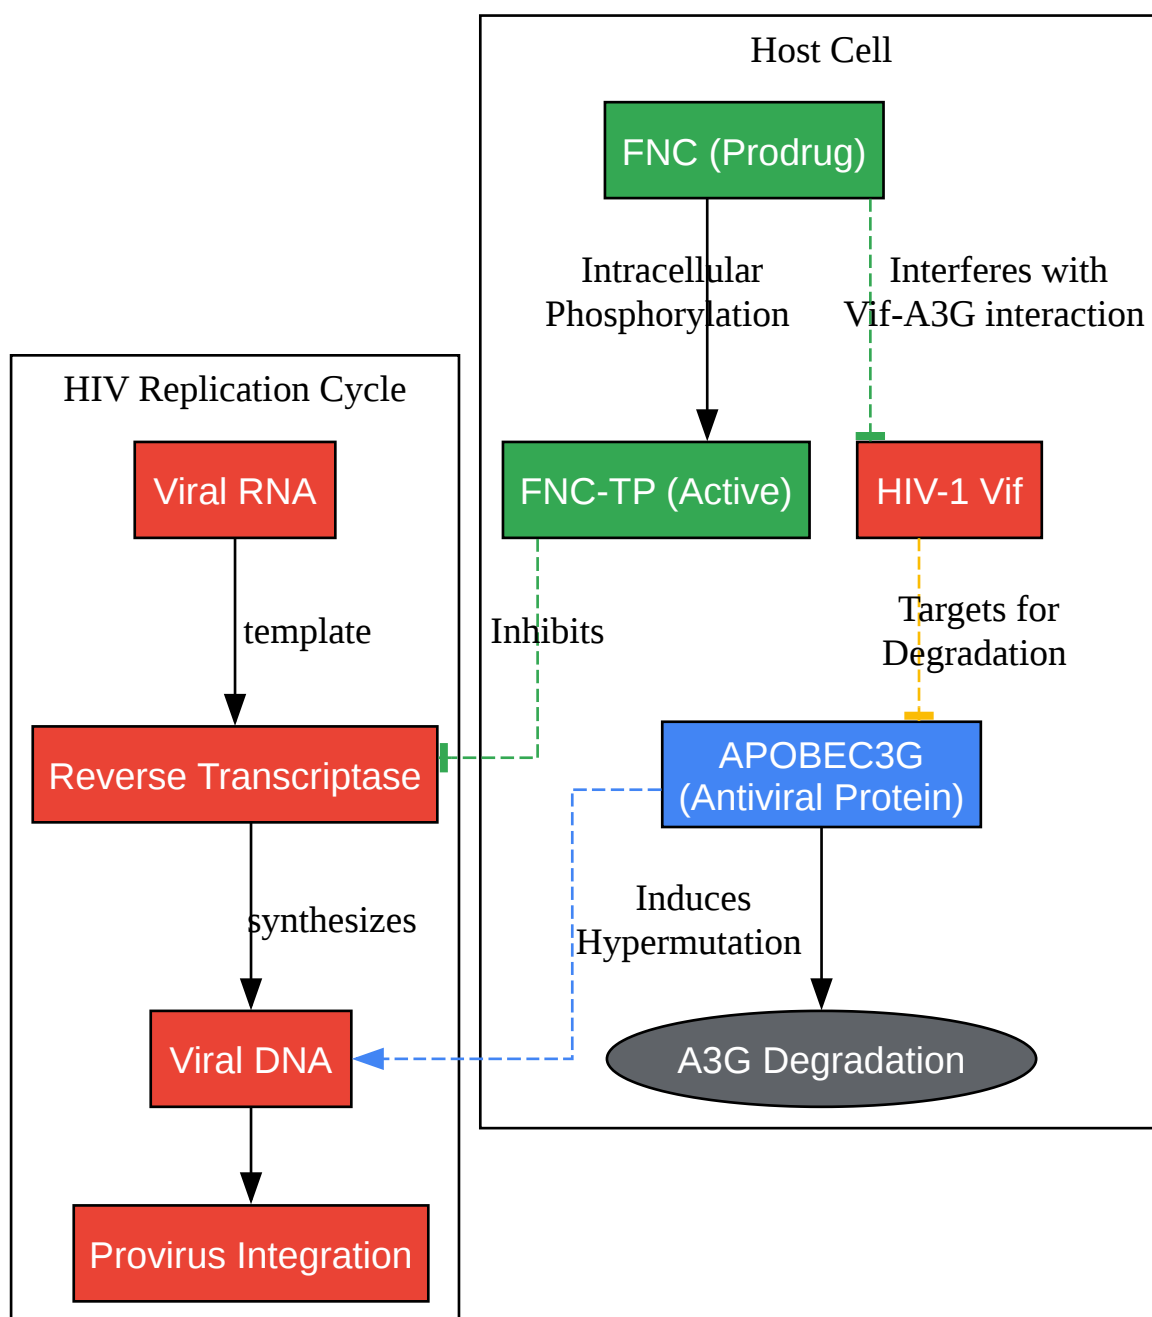 Host Cell
FNC (Prodrug)
Intracellular
Phosphorylation
Interferes with
Vif-A3G interaction
HIV Replication Cycle
Viral RNA
FNC-TP (Active)
HIV-1 Vif
template
Inhibits
Targets for
Degradation
Reverse Transcriptase
APOBEC3G
(Antiviral Protein)
synthesizes
Induces
Hypermutation
Viral DNA
A3G Degradation
Provirus Integration